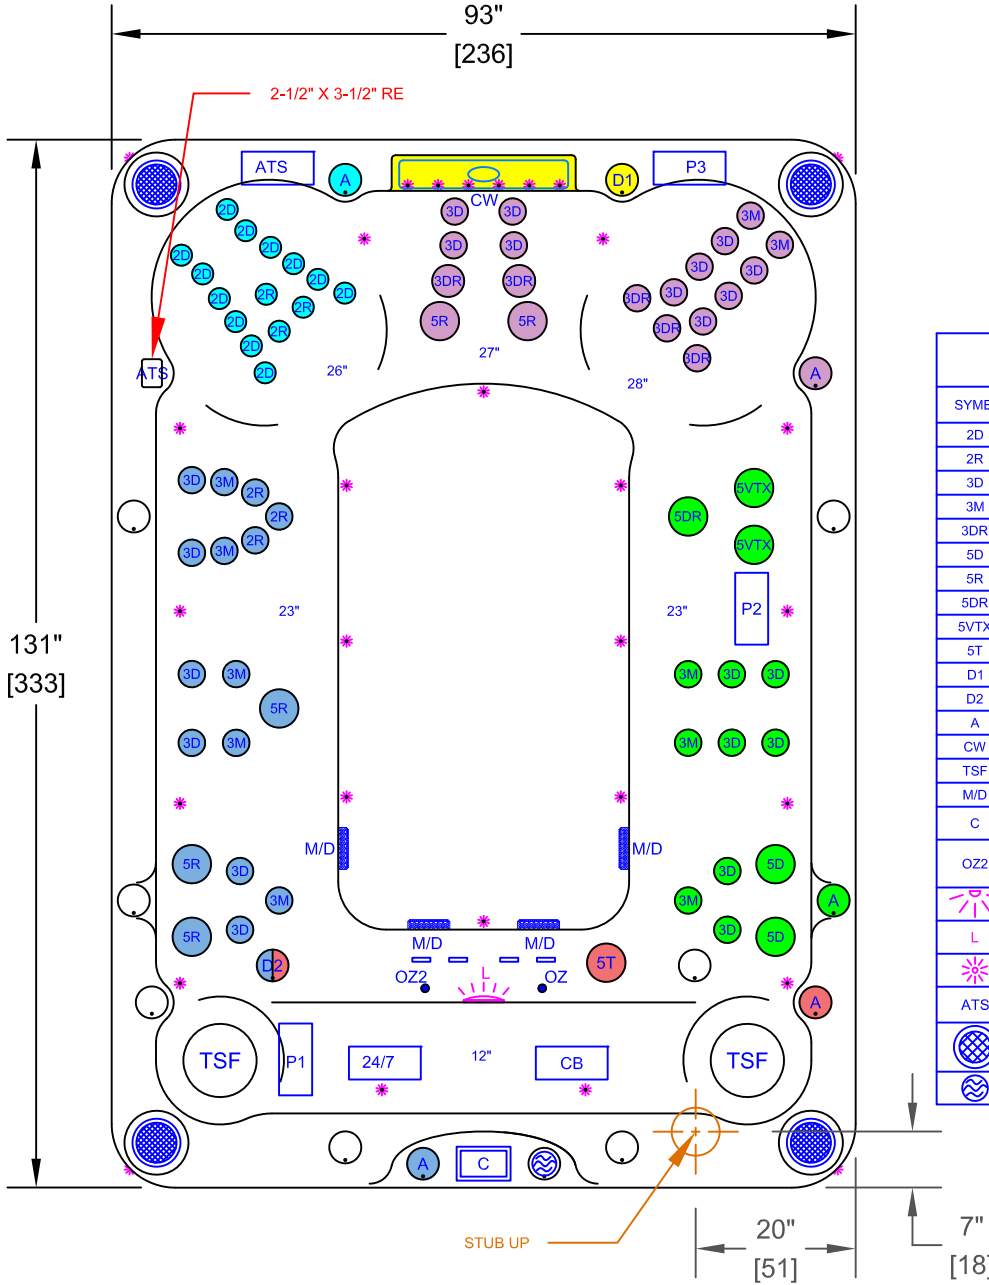 93"
[236]
2-1/2" X 3-1/2" RE
ATS
A
D1
P3
CW
2D
3D
3D
3M
2D
3D
3D
3D
3M
2D
2D
2D
3D
3D
2D
2D
3DR
3DR
3D
2D
2R
2D
3DR
3D
3D
2D
2R
5R
5R
3DR
3D
2D
2R
27"
2D
3DR
ATS
2D
26"
28"
A
3D
3M
2R
5VTX
2R
5DR
3D
3M
2R
5VTX
23"
23"
P2
131"
[333]
3D
3M
3M
3D
3D
5R
3D
3M
3M
3D
3D
M/D
M/D
5R
3D
3D
5D
3M
3M
A
5R
3D
3D
5D
M/D
M/D
D2
OZ2
L
OZ
5T
A
TSF
P1
24/7
12"
CB
TSF
A
C
STUB UP
20"
[51]
7"
[18]
SYMB
2D
2R
3D
3M
3DR
5D
5R
5DR
5VTX
5T
D1
D2
A
CW
TSF
M/D
C
OZ2
L
ATS